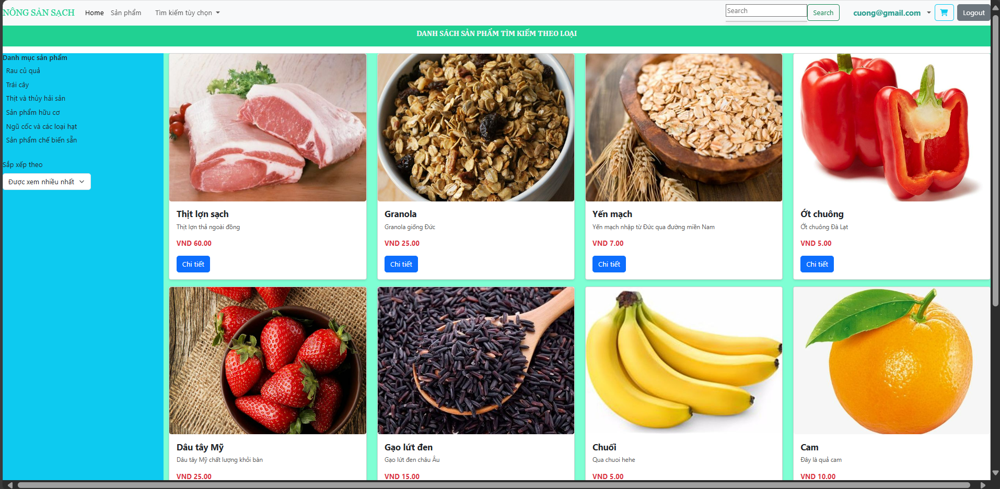 NÔNG SẢN SẠCH Home Sản phẩm Tìm kiếm tùy chọn Search Search cuong@gmail.com Logout
DANH SÁCH SẢN PHẨM TÌM KIẾM THEO LOẠI
Danh mục sản phẩm
Rau củ quả
Trái cây
Thịt và thủy hải sản
Sản phẩm hữu cơ
Ngũ cốc và các loại hạt
Sản phẩm chế biến sẵn
Sắp xếp theo
Được xem nhiều nhất
Thịt lợn sạch
Thịt lợn thả ngoài đồng
VND 60.00
Chi tiết
Granola
Granola giống Đức
VND 25.00
Chi tiết
Yến mạch
Yến mạch nhập từ Đức qua đường miền Nam
VND 7.00
Chi tiết
Ớt chuông
Ớt chuông Đà Lạt
VND 5.00
Chi tiết
Dâu tây Mỹ
Dâu tây Mỹ chất lượng khỏi bàn
VND 25.00
Gạo lứt đen
Gạo lứt đen châu Âu
VND 15.00
Chuối
Qua chuoi hehe
VND 5.00
Cam
Đây là quả cam
VND 10.00